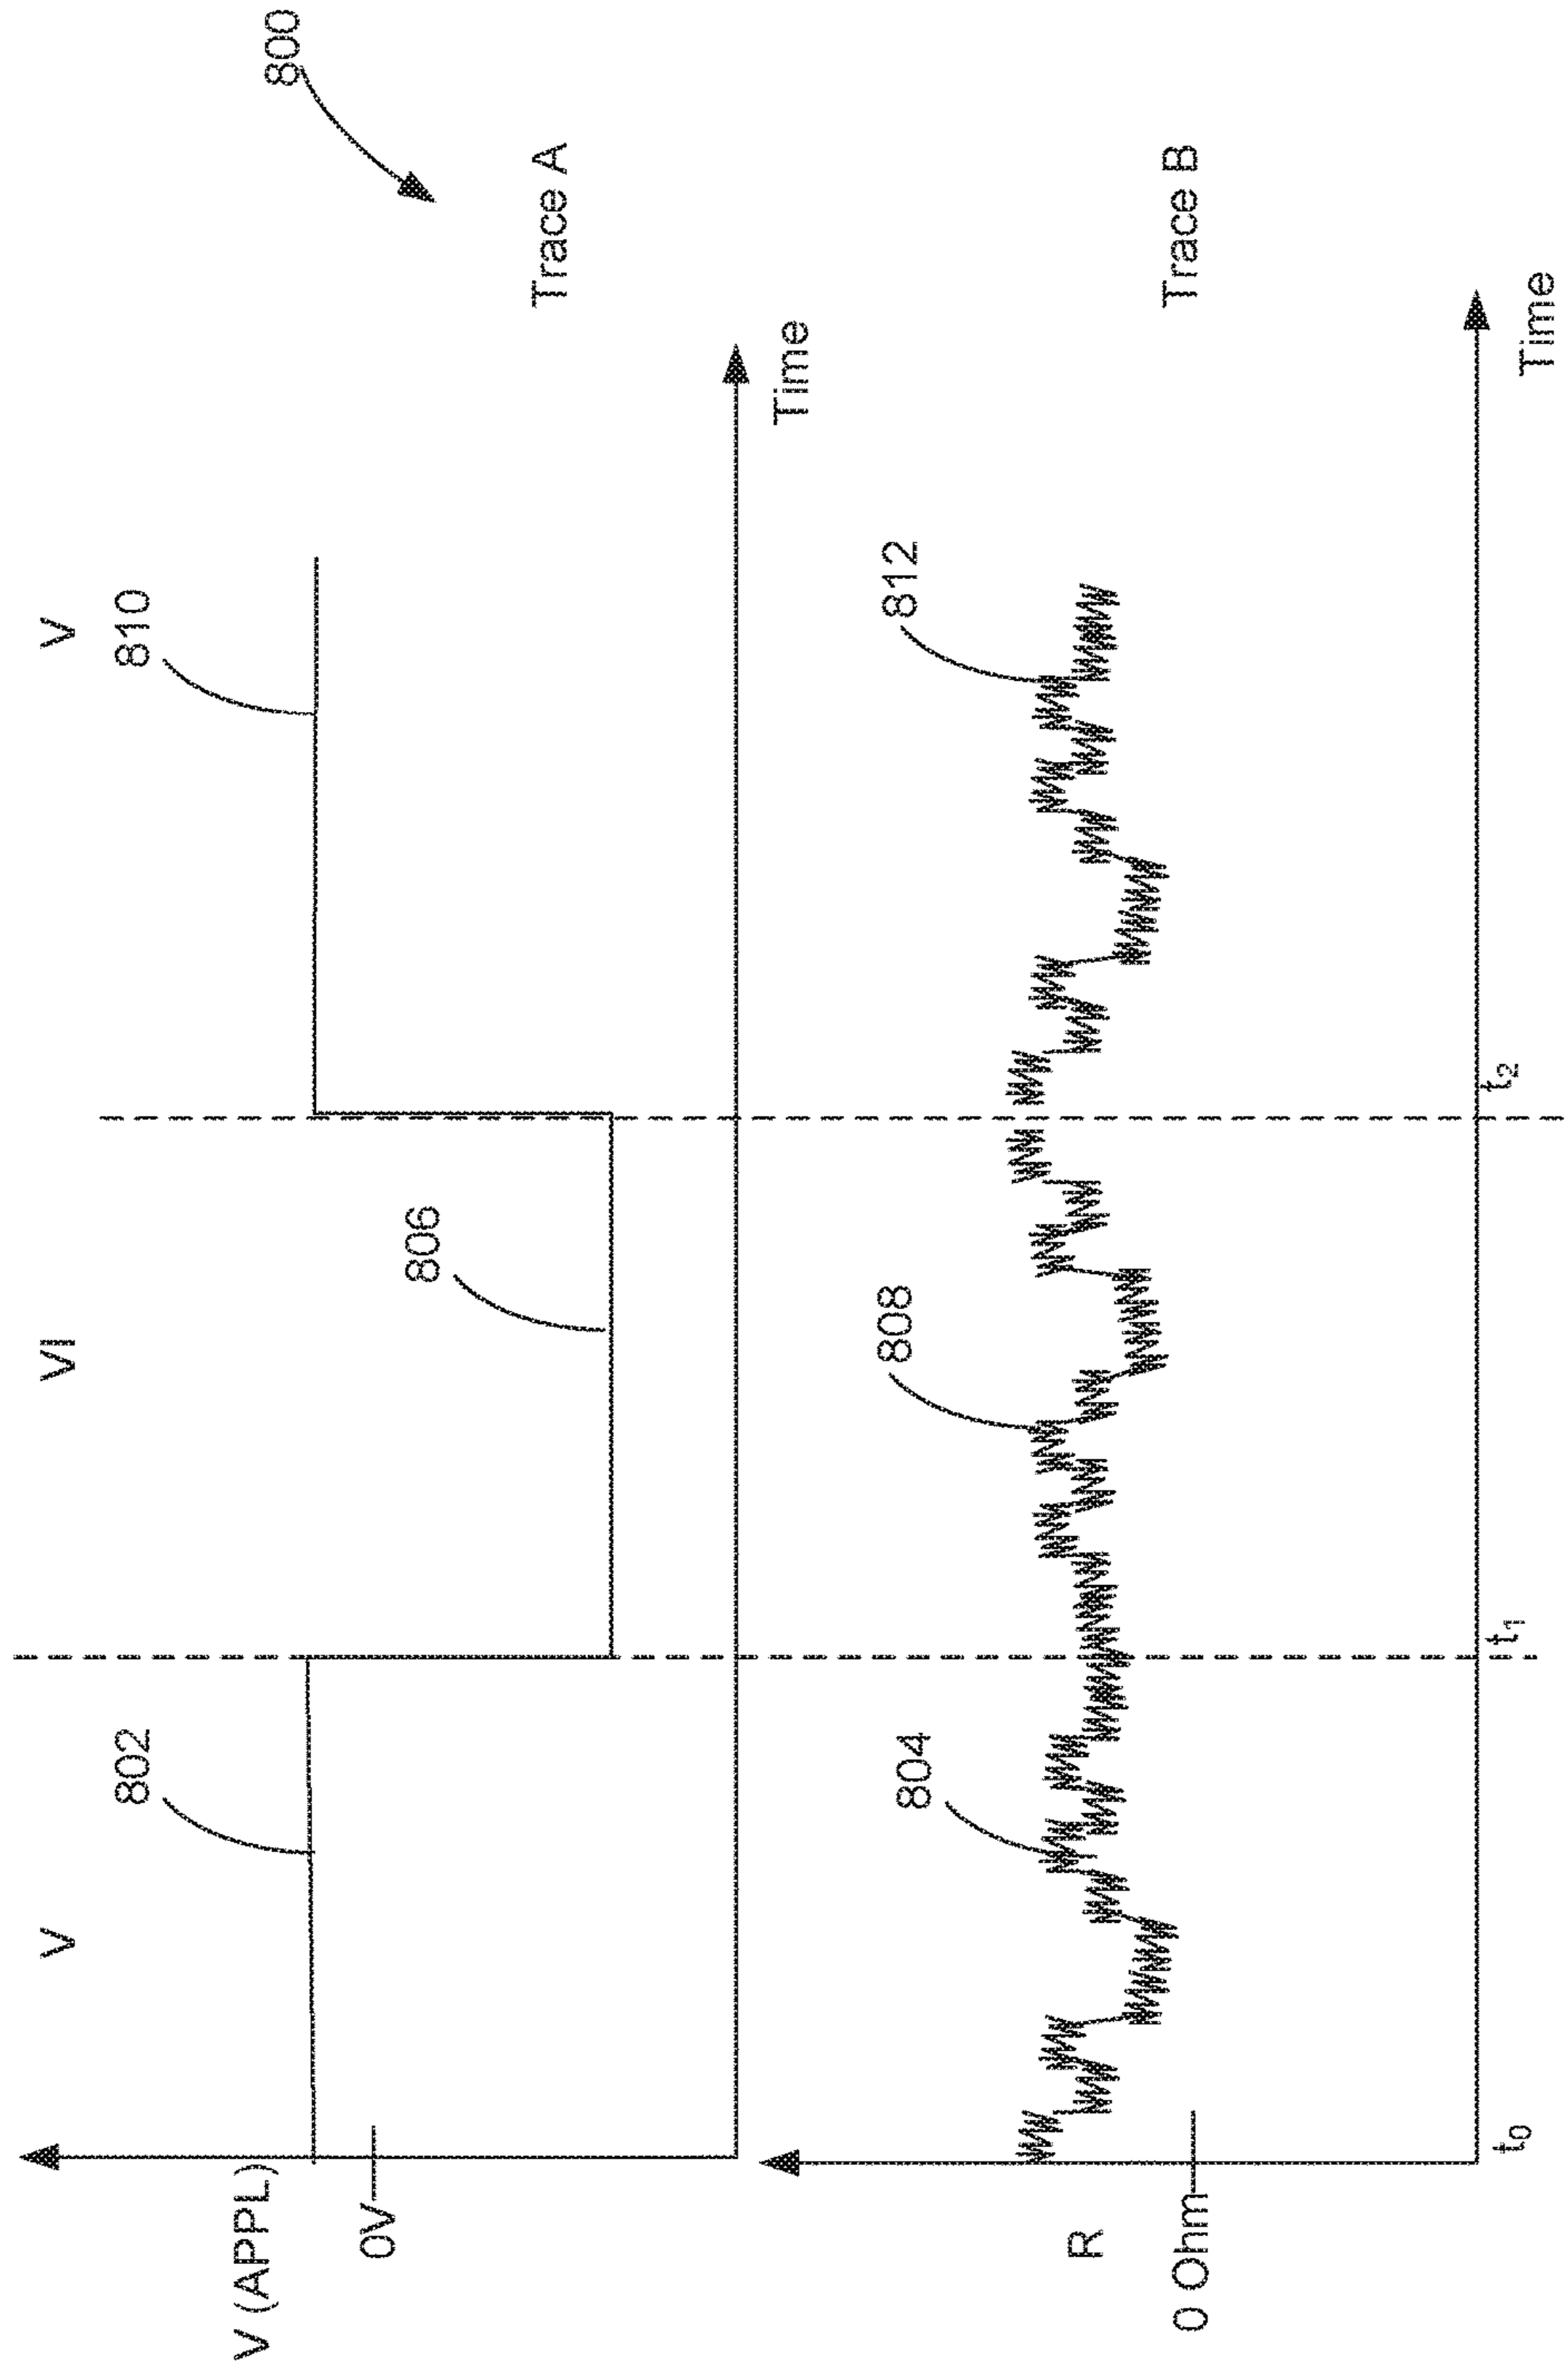 800
V
VI
V
802
810
V (APPL)
0V
806
Trace A
Time
804
808
812
R
0 Ohm
Trace B
t0
t1
t2
Time